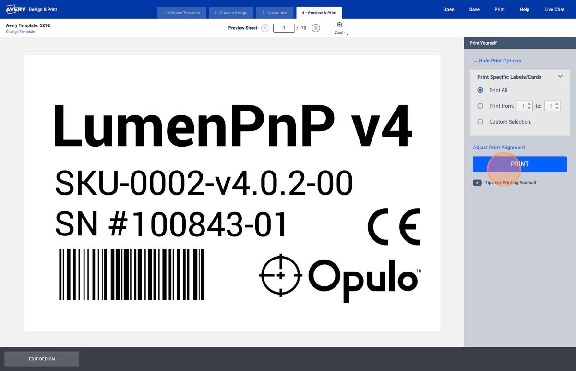 AVERY Design & Print
1 - Choose Template
2 - Choose Design
3 - Customize
4 - Preview & Print
Open
Save
Print
Help
Live Chat
Avery Template
Change Template
Preview Sheet
1
/ 70
Print Yourself
Hide Print Options
Print Specific Labels/Cards
Print All
Print from:
1
to:
1
Custom Selection:
Adjust Print Alignment
PRINT
Tips For Printing Yourself
LumenPnP v4
SKU-0002-v4.0.2-00
SN #100843-01
CE
Opulo™
EDIT DESIGN